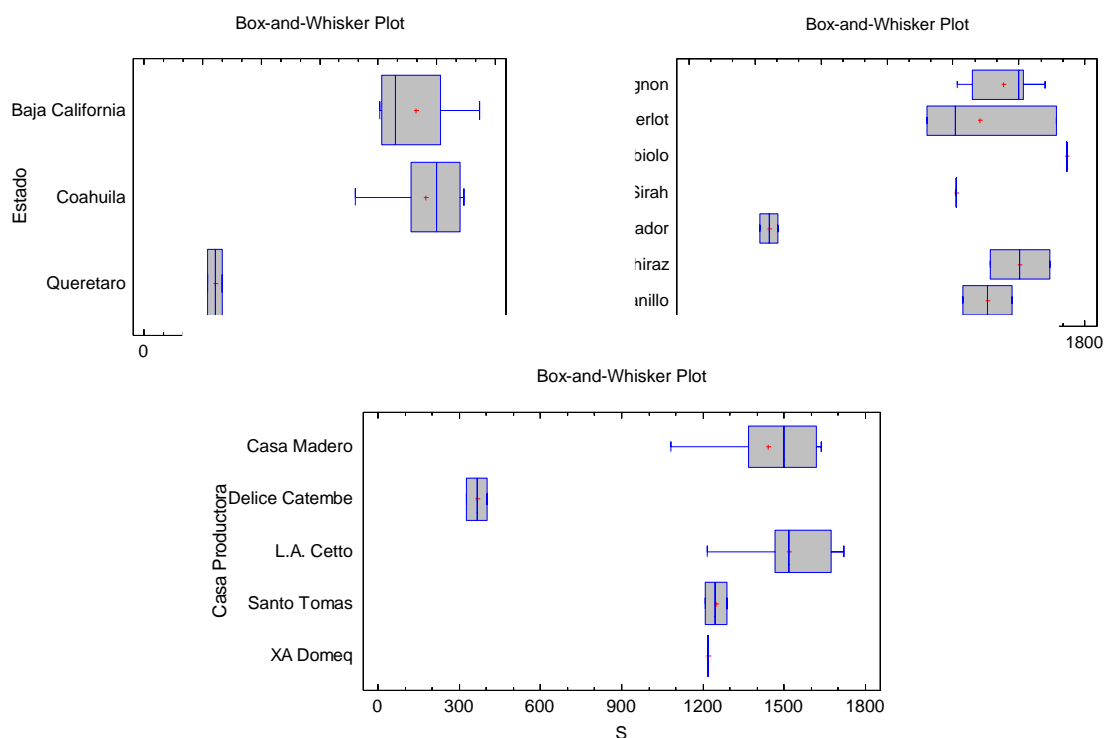 Box-and-Whisker Plot
Estado
Baja California
Coahuila
Queretaro
0
Box-and-Whisker Plot
gnon
erlot
biolo
Sirah
ador
hiraz
anillo
1800
Box-and-Whisker Plot
Casa Productora
Casa Madero
Delice Catembe
L.A. Cetto
Santo Tomas
XA Domeq
0 300 600 900 1200 1500 1800
S